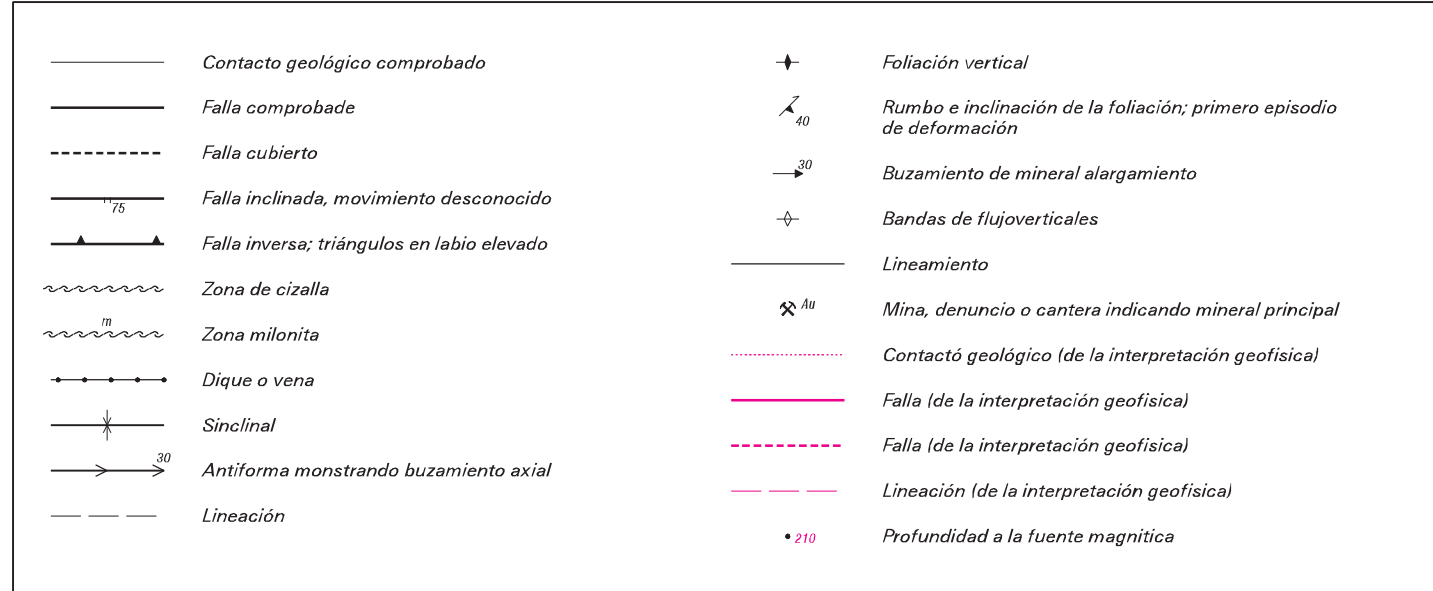 Contacto geológico comprobado
Falla comprobade
Falla cubierto
75
Falla inclinada, movimiento desconocido
Falla inversa; triángulos en labio elevado
Zona de cizalla
m
Zona milonita
Dique o vena
Sinclinal
30
Antiforma monstrando buzamiento axial
Lineación
Foliación vertical
40
Rumbo e inclinación de la foliación; primero episodio
de deformación
30
Buzamiento de mineral alargamiento
Bandas de flujoverticales
Lineamiento
Au
Mina, denuncio o cantera indicando mineral principal
Contactó geológico (de la interpretación geofisica)
Falla (de la interpretación geofisica)
Falla (de la interpretación geofisica)
Lineación (de la interpretación geofisica)
210
Profundidad a la fuente magnitica